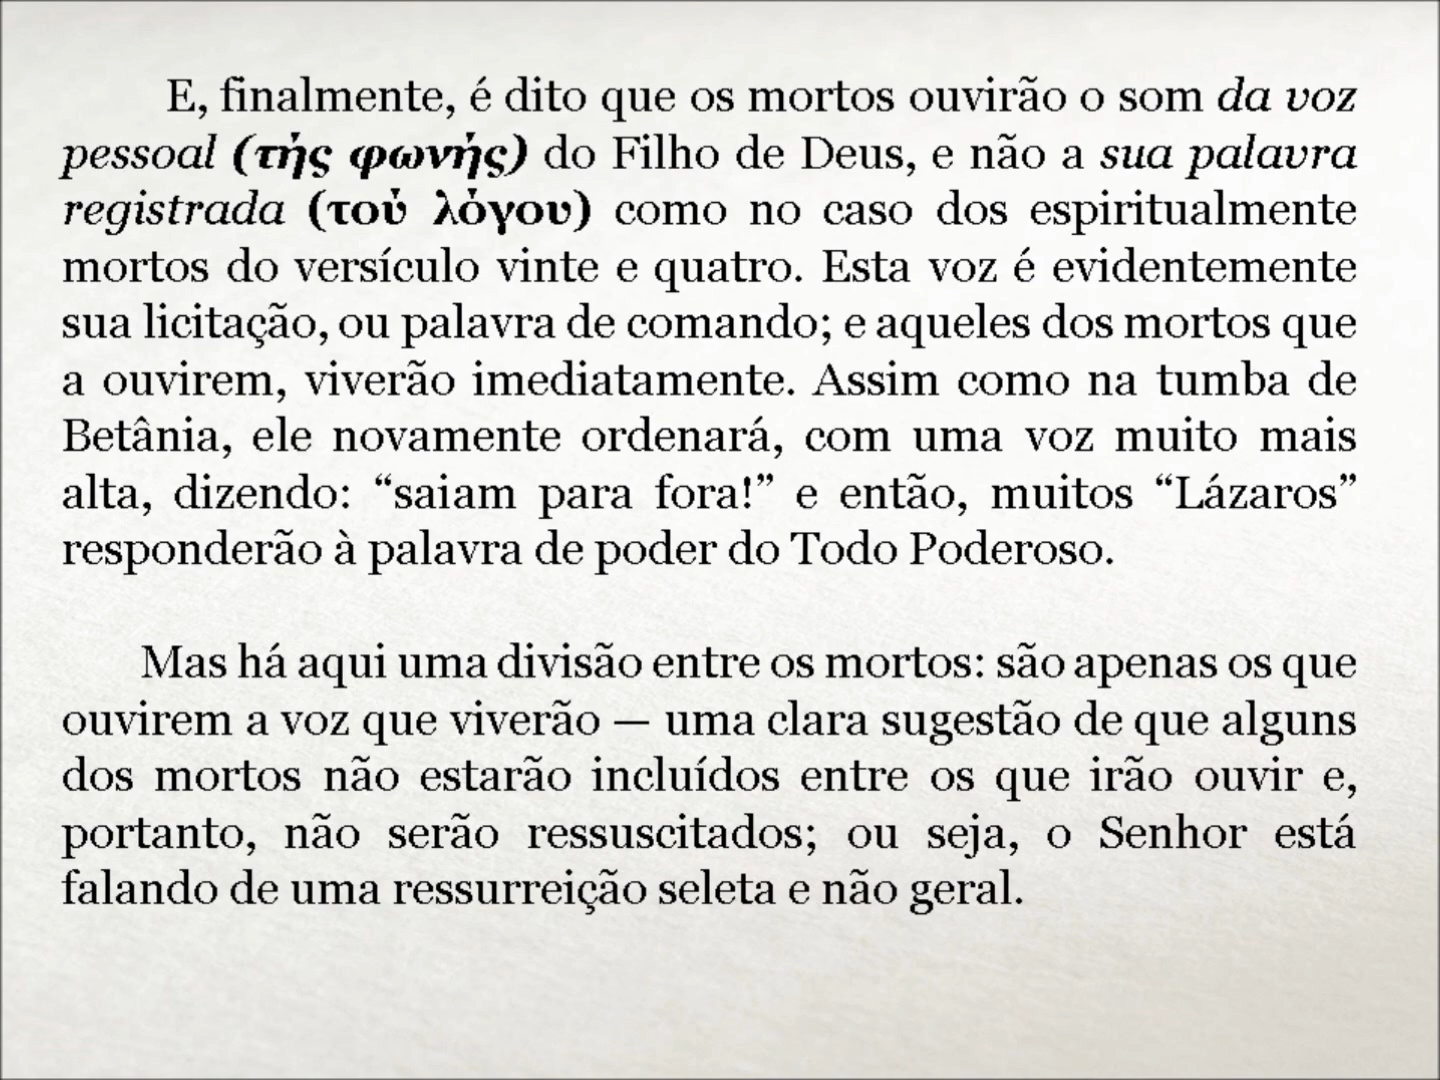 E, finalmente, é dito que os mortos ouvirão o som da voz
pessoal (τἠς φωνἠς) do Filho de Deus, e não a sua palavra
registrada (τοὐ λὀγου) como no caso dos espiritualmente
mortos do versículo vinte e quatro. Esta voz é evidentemente
sua licitação, ou palavra de comando; e aqueles dos mortos que
a ouvirem, viverão imediatamente. Assim como na tumba de
Betânia, ele novamente ordenará, com uma voz muito mais
alta, dizendo: “saiam para fora!” e então, muitos “Lázaros”
responderão à palavra de poder do Todo Poderoso.
Mas há aqui uma divisão entre os mortos: são apenas os que
ouvirem a voz que viverão — uma clara sugestão de que alguns
dos mortos não estarão incluídos entre os que irão ouvir e,
portanto, não serão ressuscitados; ou seja, o Senhor está
falando de uma ressurreição seleta e não geral.